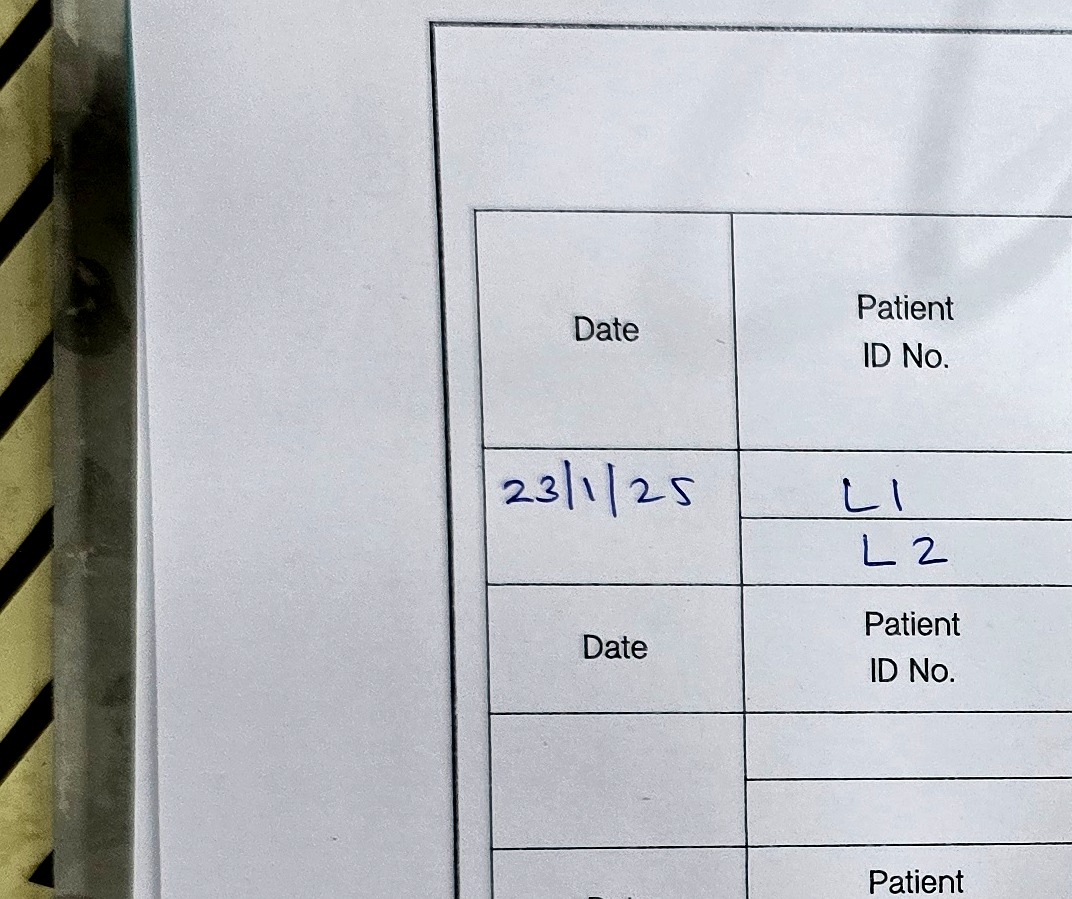 Date
Patient
ID No.
23/1/25
L1
L2
Date
Patient
ID No.
Patient